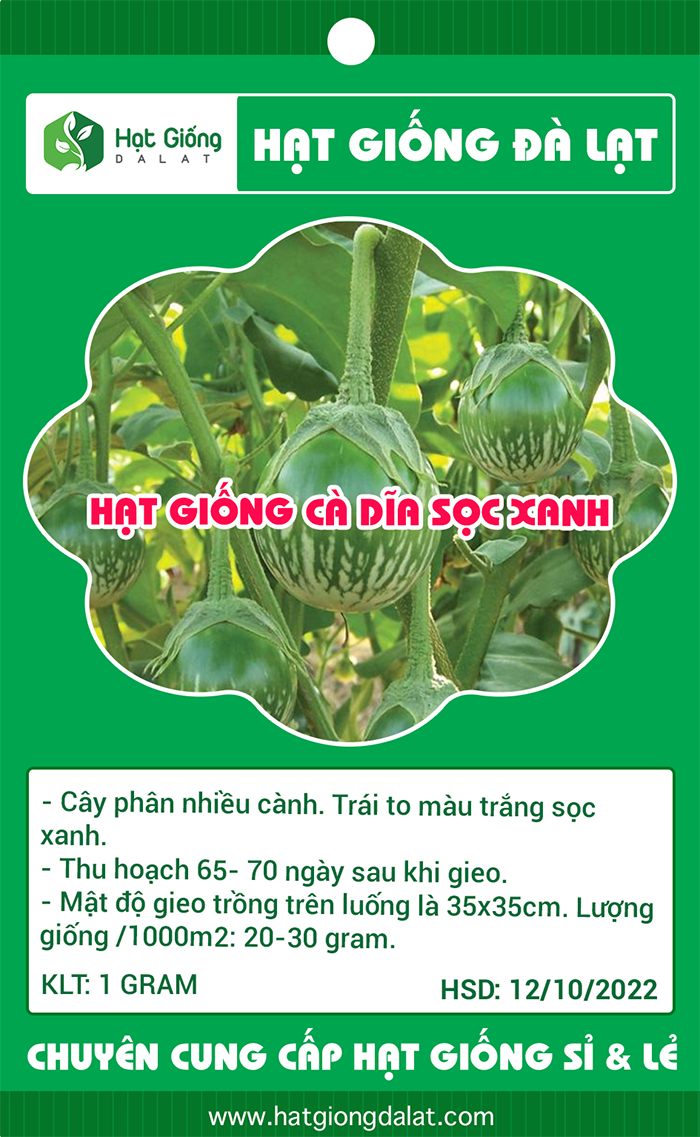 Hạt Giống
DALAT
HẠT GIỐNG ĐÀ LẠT
HẠT GIỐNG CÀ DĨA SỌC XANH
- Cây phân nhiều cành. Trái to màu trắng sọc
xanh.
- Thu hoạch 65- 70 ngày sau khi gieo.
- Mật độ gieo trồng trên luống là 35x35cm. Lượng
giống /1000m2: 20-30 gram.
KLT: 1 GRAM
HSD: 12/10/2022
CHUYÊN CUNG CẤP HẠT GIỐNG SỈ & LẺ
www.hatgiongdalat.com